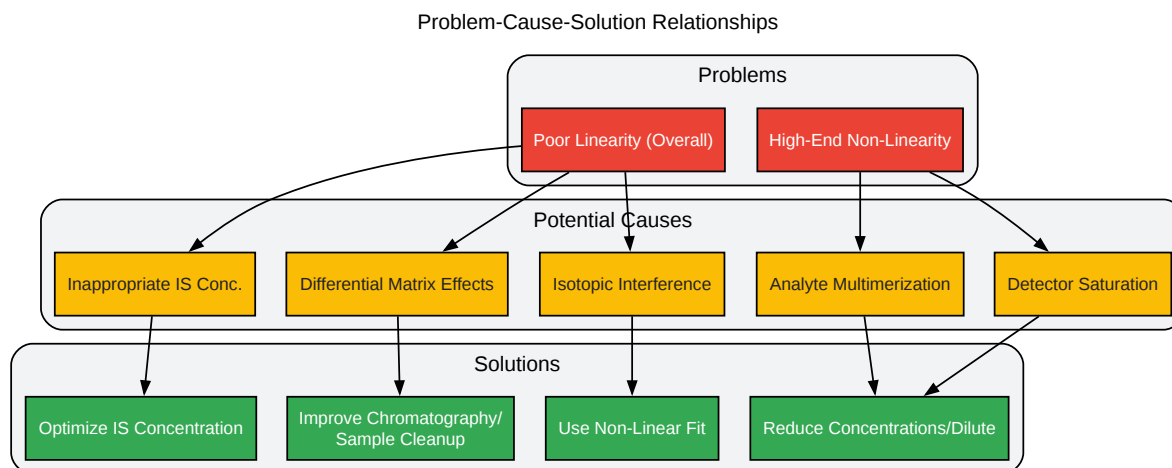 Problem-Cause-Solution Relationships
Problems
Poor Linearity (Overall)
High-End Non-Linearity
Potential Causes
Inappropriate IS Conc.
Differential Matrix Effects
Isotopic Interference
Analyte Multimerization
Detector Saturation
Solutions
Optimize IS Concentration
Improve Chromatography/
Sample Cleanup
Use Non-Linear Fit
Reduce Concentrations/Dilute